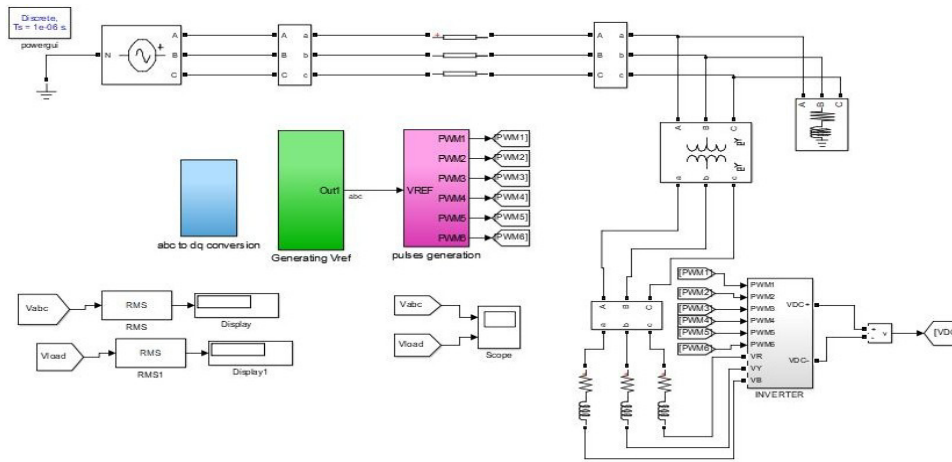 Discrete,
Ts = 1e-06 s.
powergui
N
A
B
C
A
B
C
a
b
c
A
B
C
a
b
c
A
B
C
A
B
C
a
b
c
Out1
abc
Generating Vref
abc to dq conversion
VREF
PWM1
PWM2
PWM3
PWM4
PWM5
PWM6
pulses generation
[PWM1]
[PWM2]
[PWM3]
[PWM4]
[PWM5]
[PWM6]
Vabc
RMS
RMS
Display
Vload
RMS
RMS1
Display1
Vabc
Vload
Scope
A
B
C
a
b
c
[PWM1]
[PWM2]
[PWM3]
[PWM4]
[PWM5]
[PWM6]
PWM1
PWM2
PWM3
PWM4
PWM5
PWM6
VR
VY
VB
VDC+
VDC-
INVERTER
+
-
v
[VDC